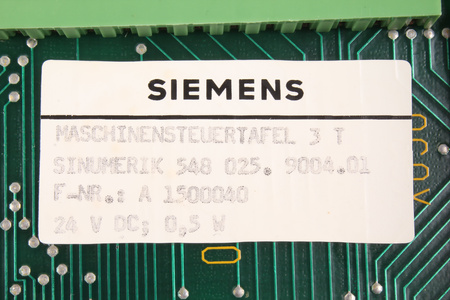 SIEMENS
MASCHINENSTEUERTAFEL 3 T
SINUMERIK 548 025. 9004.01
F-NR.: A 1500040
24 V DC; 0,5 W